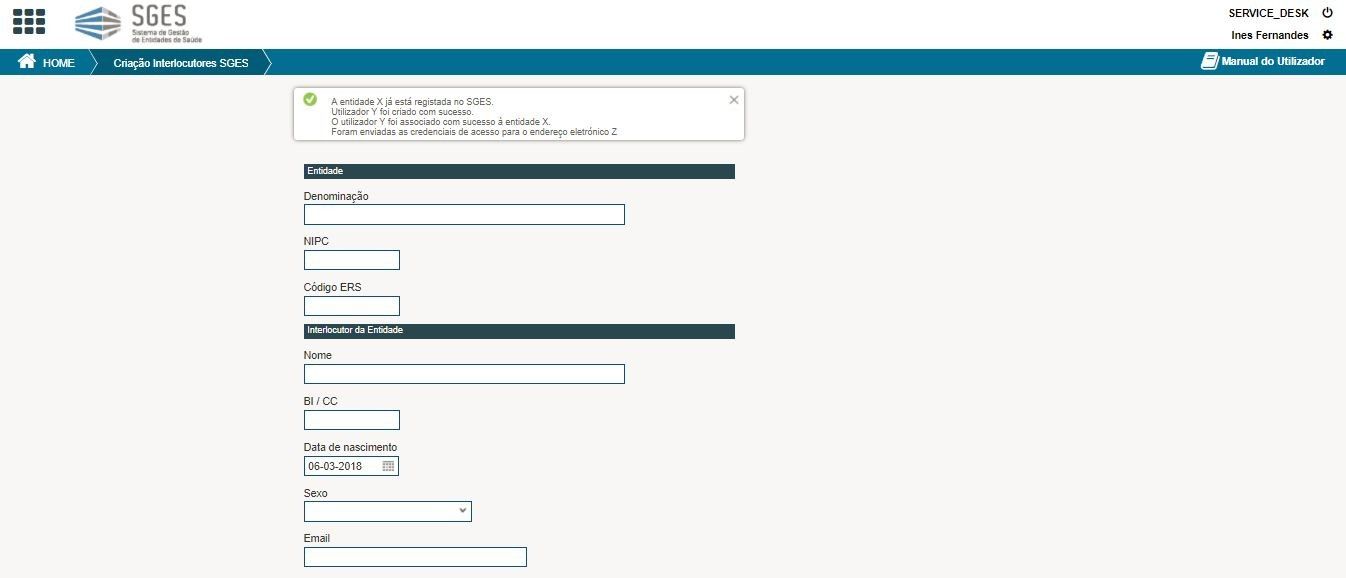 SGES
Sistema de Gestão
de Entidades de Saúde
SERVICE_DESK
Ines Fernandes
HOME
Criação Interlocutores SGES
Manual do Utilizador
A entidade X já está registada no SGES.
Utilizador Y foi criado com sucesso.
O utilizador Y foi associado com sucesso á entidade X.
Foram enviadas as credenciais de acesso para o endereço eletrónico Z
Entidade
Denominação
NIPC
Código ERS
Interlocutor da Entidade
Nome
BI / CC
Data de nascimento
06-03-2018
Sexo
Email